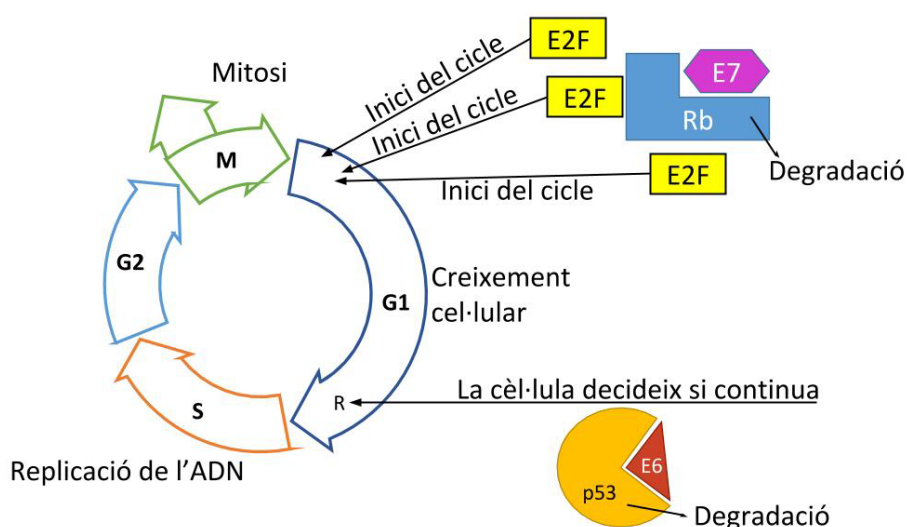 E2F
Mitosi
Inici del cicle
E7
E2F
Inici del cicle
Rb
M
Degradació
E2F
Inici del cicle
G2
Creixement
cel·lular
G1
La cèl·lula decideix si continua
R
S
Replicació de l’ADN
E6
p53
Degradació